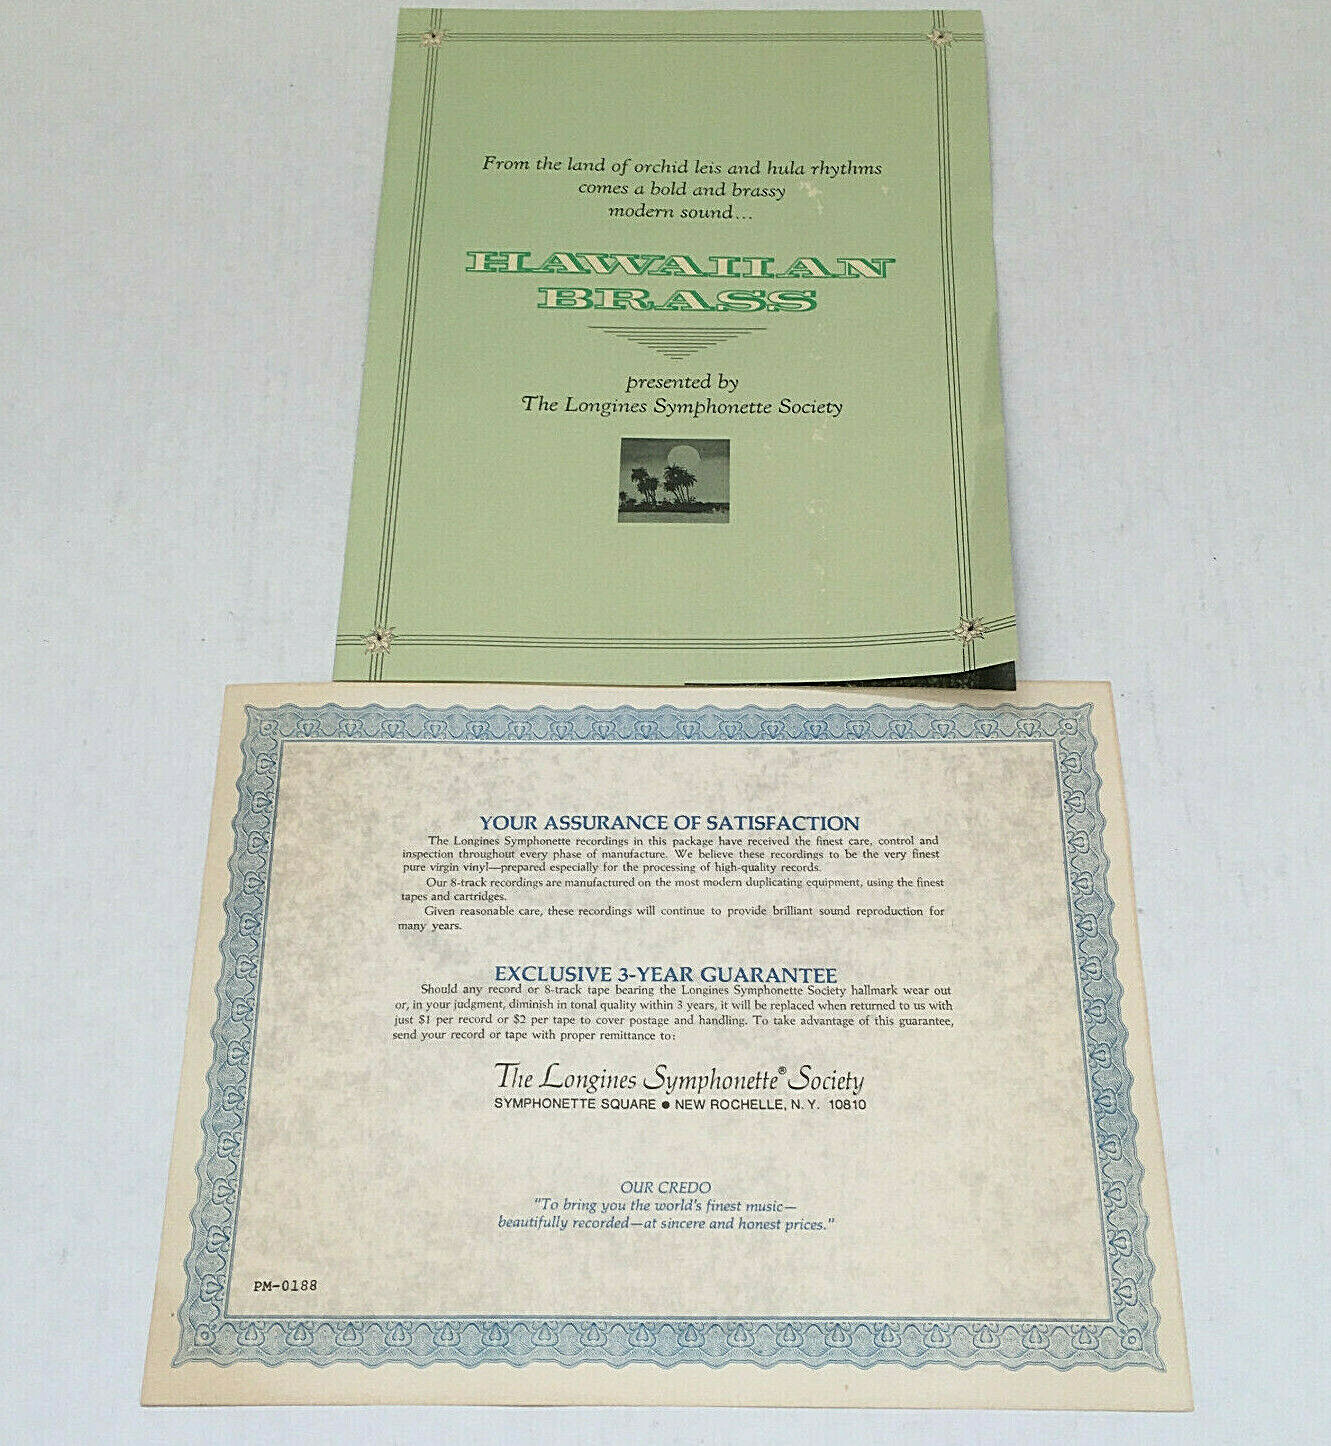 From the land of orchid leis and hula rhythms
comes a bold and brassy
modern sound...
HAWAIIAN
BRASS
presented by
The Longines Symphonette Society
YOUR ASSURANCE OF SATISFACTION
The Longines Symphonette recordings in this package have received the finest care, control and
inspection throughout every phase of manufacture. We believe these recordings to be the very finest
pure virgin vinyl—prepared especially for the processing of high-quality records.
Our 8-track recordings are manufactured on the most modern duplicating equipment, using the finest
tapes and cartridges.
Given reasonable care, these recordings will continue to provide brilliant sound reproduction for
many years.
EXCLUSIVE 3-YEAR GUARANTEE
Should any record or 8-track tape bearing the Longines Symphonette Society hallmark wear out
or, in your judgment, diminish in tonal quality within 3 years, it will be replaced when returned to us with
just $1 per record or $2 per tape to cover postage and handling. To take advantage of this guarantee,
send your record or tape with proper remittance to:
The Longines Symphonette® Society
SYMPHONETTE SQUARE ● NEW ROCHELLE, N. Y. 10810
OUR CREDO
"To bring you the world's finest music—
beautifully recorded—at sincere and honest prices."
PM-0188